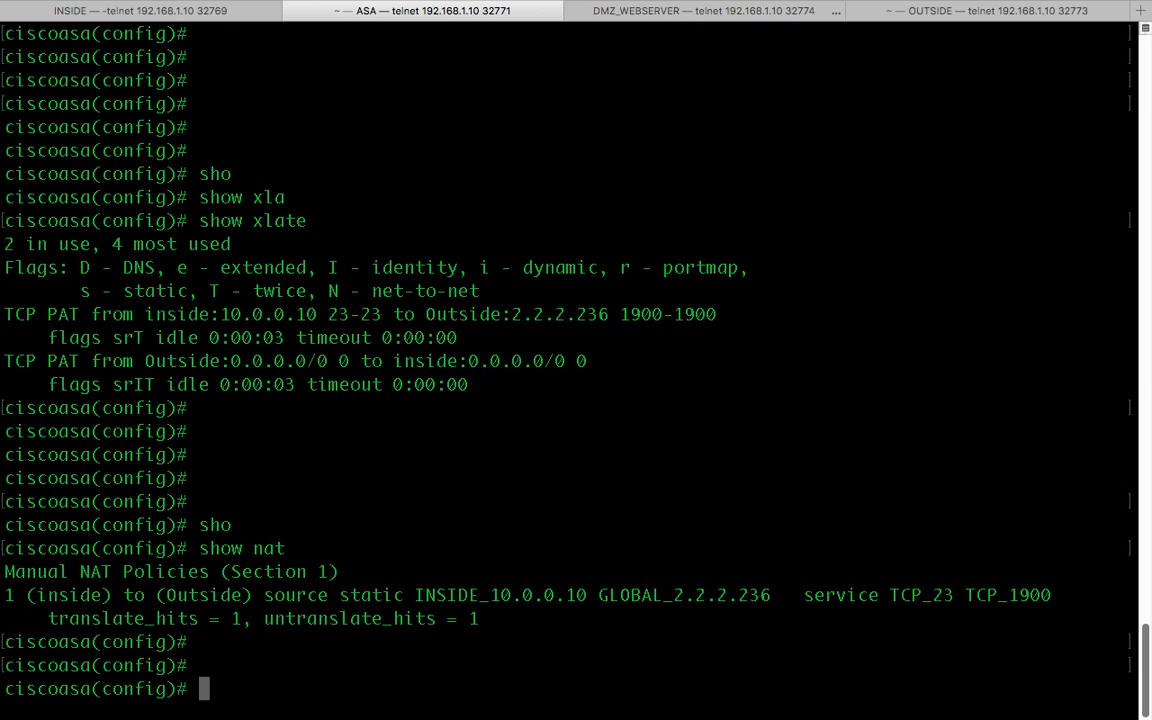 INSIDE — -telnet 192.168.1.10 32769
~ — ASA — telnet 192.168.1.10 32771
DMZ_WEBSERVER — telnet 192.168.1.10 32774 ...
~ — OUTSIDE — telnet 192.168.1.10 32773
+
[ciscoasa(config)# ]
[ciscoasa(config)#
[ciscoasa(config)# ]
[ciscoasa(config)# ]
ciscoasa(config)#
ciscoasa(config)#
ciscoasa(config)# sho
ciscoasa(config)# show xla
[ciscoasa(config)# show xlate ]
2 in use, 4 most used
Flags: D - DNS, e - extended, I - identity, i - dynamic, r - portmap,
s - static, T - twice, N - net-to-net
TCP PAT from inside:10.0.0.10 23-23 to Outside:2.2.2.236 1900-1900
flags srT idle 0:00:03 timeout 0:00:00
TCP PAT from Outside:0.0.0.0/0 0 to inside:0.0.0.0/0 0
flags srIT idle 0:00:03 timeout 0:00:00
[ciscoasa(config)# ]
[ciscoasa(config)#
[ciscoasa(config)#
[ciscoasa(config)#
[ciscoasa(config)# ]
ciscoasa(config)# sho
[ciscoasa(config)# show nat ]
Manual NAT Policies (Section 1)
1 (inside) to (Outside) source static INSIDE_10.0.0.10 GLOBAL_2.2.2.236 service TCP_23 TCP_1900
translate_hits = 1, untranslate_hits = 1
[ciscoasa(config)# ]
[ciscoasa(config)# ]
ciscoasa(config)#